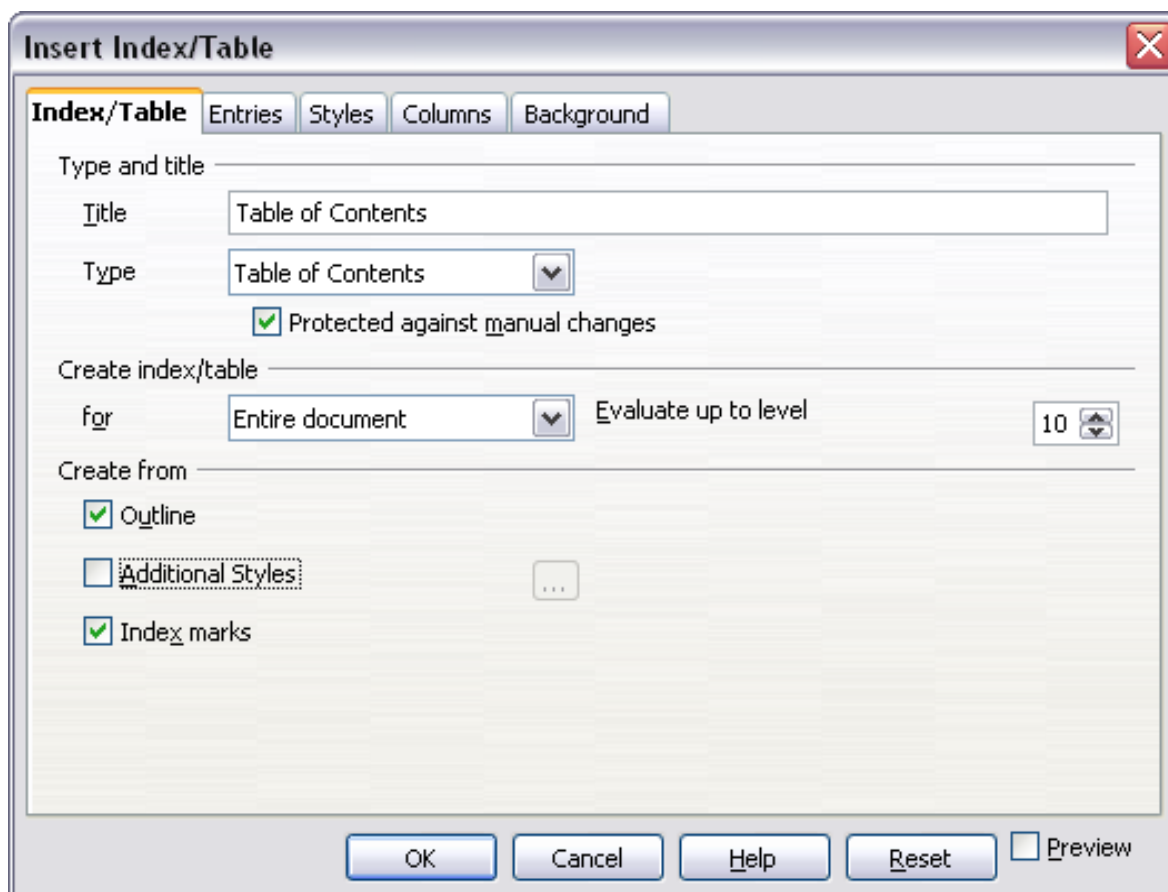 Insert Index/Table
Index/Table Entries Styles Columns Background
Type and title
Title Table of Contents
Type Table of Contents
Protected against manual changes
Create index/table
for Entire document Evaluate up to level 10
Create from
Outline
Additional Styles ...
Index marks
OK Cancel Help Reset Preview